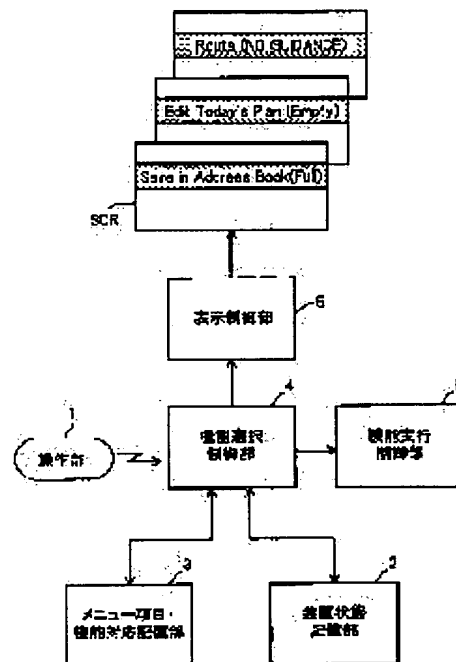 Route (NO GUIDANCE)
Edit Today's Plan (Empty)
Save in Address Book(Full)
SCR
表示制御部
6
4
1
操作部
機能選択
制御部
機能実行
制御部
3
2
メニュー項目・
機能対応記憶部
装置状態
記憶部